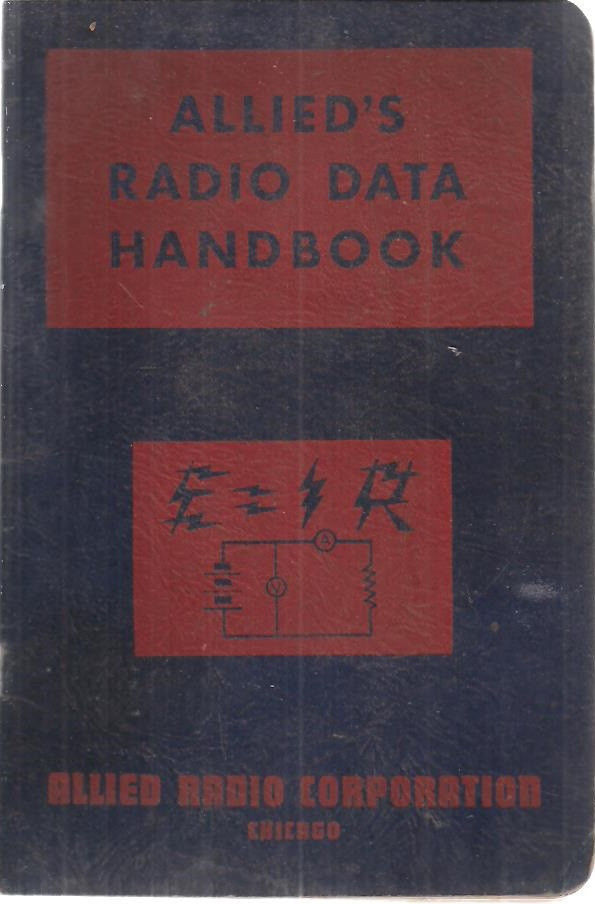 ALLIED'S
RADIO DATA
HANDBOOK
E = I R
A
V
ALLIED RADIO CORPORATION
CHICAGO